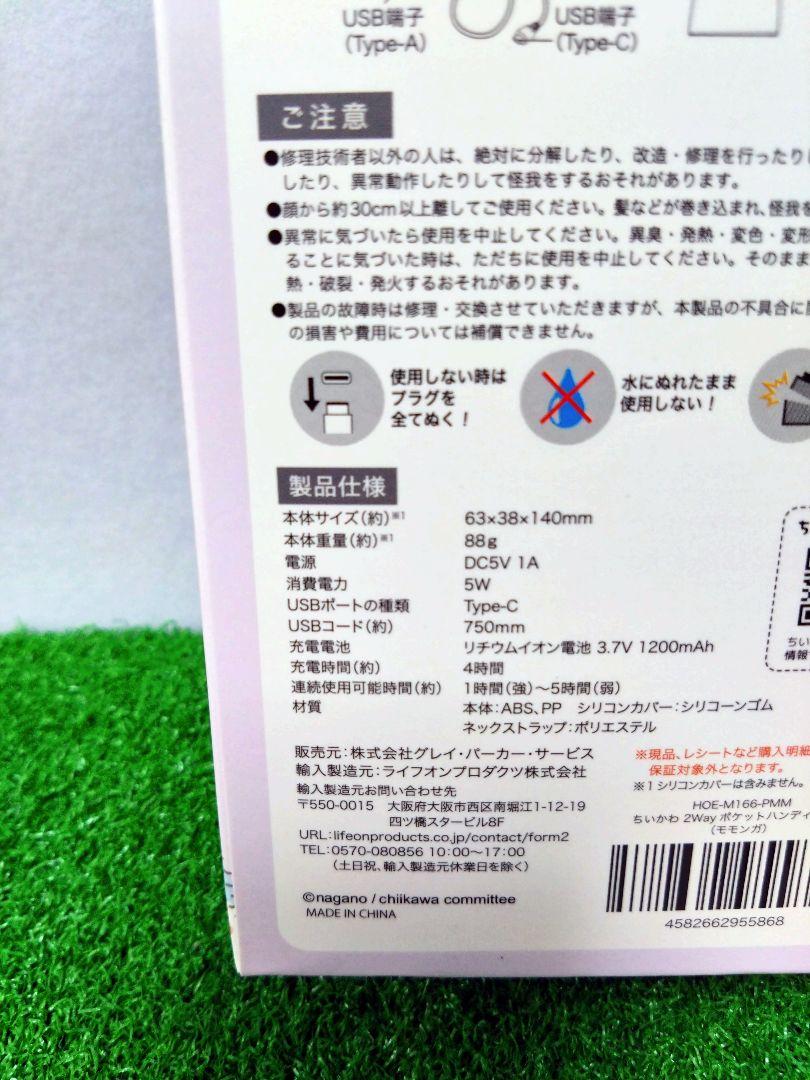 USB端子
(Type-A)
USB端子
(Type-C)
ご注意
●修理技術者以外の人は、絶対に分解したり、改造・修理を行ったり
したり、異常動作したりして怪我をするおそれがあります。
●顔から約30cm以上離してご使用ください。髪などが巻き込まれ、怪我を
●異常に気づいたら使用を中止してください。異臭・発熱・変色・変形
ることに気づいた時は、ただちに使用を中止してください。そのまま
熱・破裂・発火するおそれがあります。
●製品の故障時は修理・交換させていただきますが、本製品の不具合に
の損害や費用については補償できません。
使用しない時は
プラグを
全てぬく!
水にぬれたまま
使用しない!
製品仕様
本体サイズ(約)※1 63×38×140mm
本体重量(約)※1 88g
電源 DC5V 1A
消費電力 5W
USBポートの種類 Type-C
USBコード(約) 750mm
充電電池 リチウムイオン電池 3.7V 1200mAh
充電時間(約) 4時間
連続使用可能時間(約) 1時間(強)〜5時間(弱)
材質 本体:ABS、PP シリコンカバー:シリコーンゴム
ネックストラップ:ポリエステル
ち
ちい
情報
販売元:株式会社グレイ・パーカー・サービス
輸入製造元:ライフオンプロダクツ株式会社
輸入製造元お問い合わせ先
〒550-0015 大阪府大阪市西区南堀江1-12-19
四ツ橋スタービル8F
URL:lifeonproducts.co.jp/contact/form2
TEL:0570-080856 10:00〜17:00
(土日祝、輸入製造元休業日を除く)
※現品、レシートなど購入明細
保証対象外となります。
※1 シリコンカバーは含みません。
HOE-M166-PMM
ちいかわ 2Way ポケットハンディ
(モモンガ)
4582662955868
©nagano / chiikawa committee
MADE IN CHINA